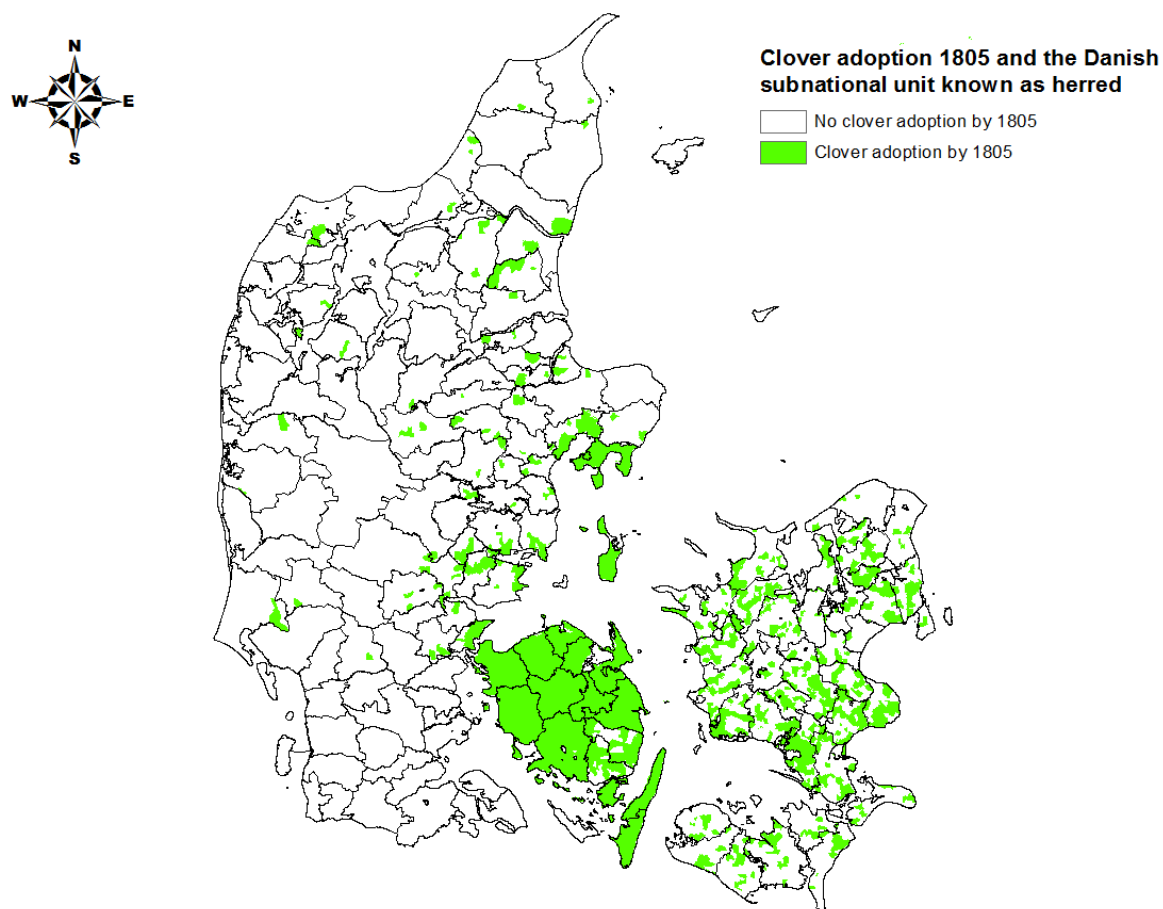 N
W E
S
Clover adoption 1805 and the Danish
subnational unit known as herred
No clover adoption by 1805
Clover adoption by 1805